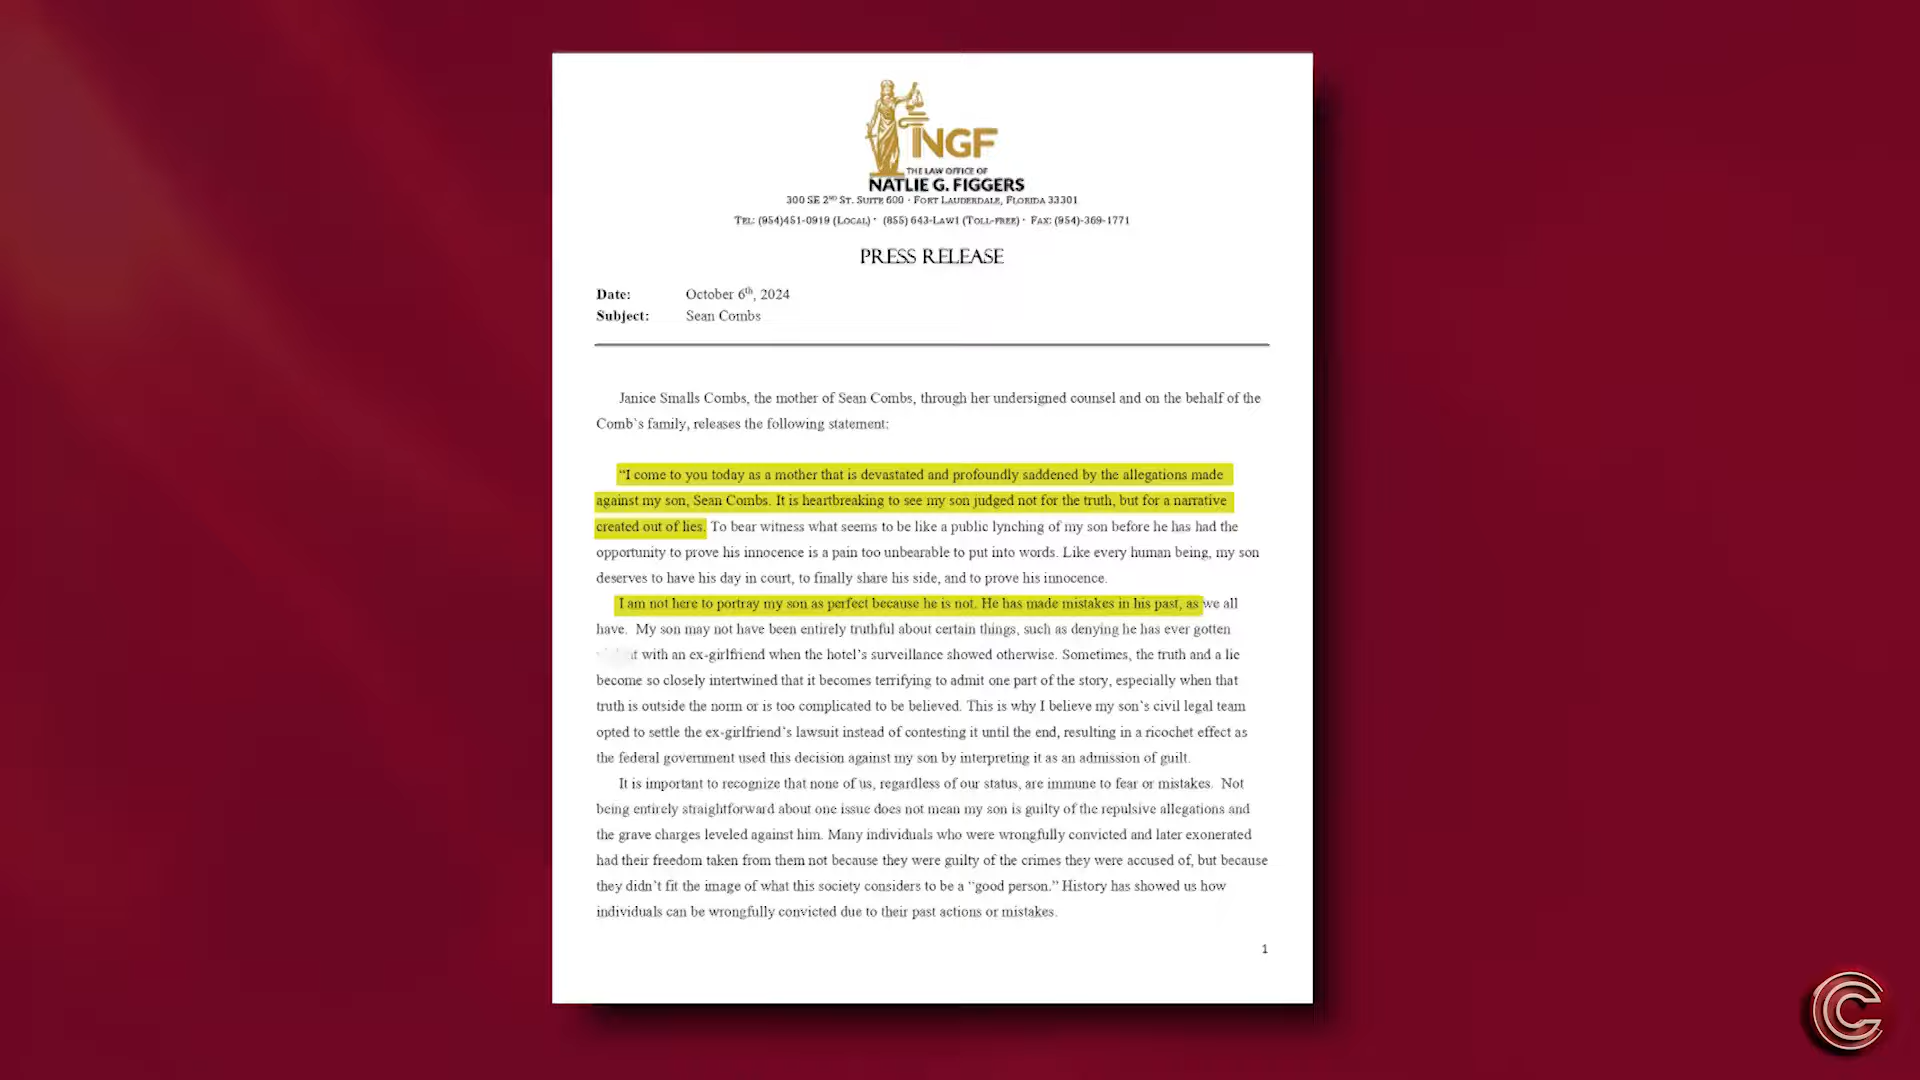 NGF
THE LAW OFFICE OF
NATLIE G. FIGGERS
300 SE 2ND ST. SUITE 600 · FORT LAUDERDALE, FLORIDA 33301
TEL: (954)451-0919 (LOCAL) · (855) 643-LAW1 (TOLL-FREE) · FAX: (954)-369-1771
PRESS RELEASE
Date: October 6th, 2024
Subject: Sean Combs
Janice Smalls Combs, the mother of Sean Combs, through her undersigned counsel and on the behalf of the
Comb`s family, releases the following statement:
“I come to you today as a mother that is devastated and profoundly saddened by the allegations made
against my son, Sean Combs. It is heartbreaking to see my son judged not for the truth, but for a narrative
created out of lies. To bear witness what seems to be like a public lynching of my son before he has had the
opportunity to prove his innocence is a pain too unbearable to put into words. Like every human being, my son
deserves to have his day in court, to finally share his side, and to prove his innocence.
I am not here to portray my son as perfect because he is not. He has made mistakes in his past, as we all
have. My son may not have been entirely truthful about certain things, such as denying he has ever gotten
with an ex-girlfriend when the hotel’s surveillance showed otherwise. Sometimes, the truth and a lie
become so closely intertwined that it becomes terrifying to admit one part of the story, especially when that
truth is outside the norm or is too complicated to be believed. This is why I believe my son’s civil legal team
opted to settle the ex-girlfriend’s lawsuit instead of contesting it until the end, resulting in a ricochet effect as
the federal government used this decision against my son by interpreting it as an admission of guilt.
It is important to recognize that none of us, regardless of our status, are immune to fear or mistakes. Not
being entirely straightforward about one issue does not mean my son is guilty of the repulsive allegations and
the grave charges leveled against him. Many individuals who were wrongfully convicted and later exonerated
had their freedom taken from them not because they were guilty of the crimes they were accused of, but because
they didn’t fit the image of what this society considers to be a “good person.” History has showed us how
individuals can be wrongfully convicted due to their past actions or mistakes.
1
C